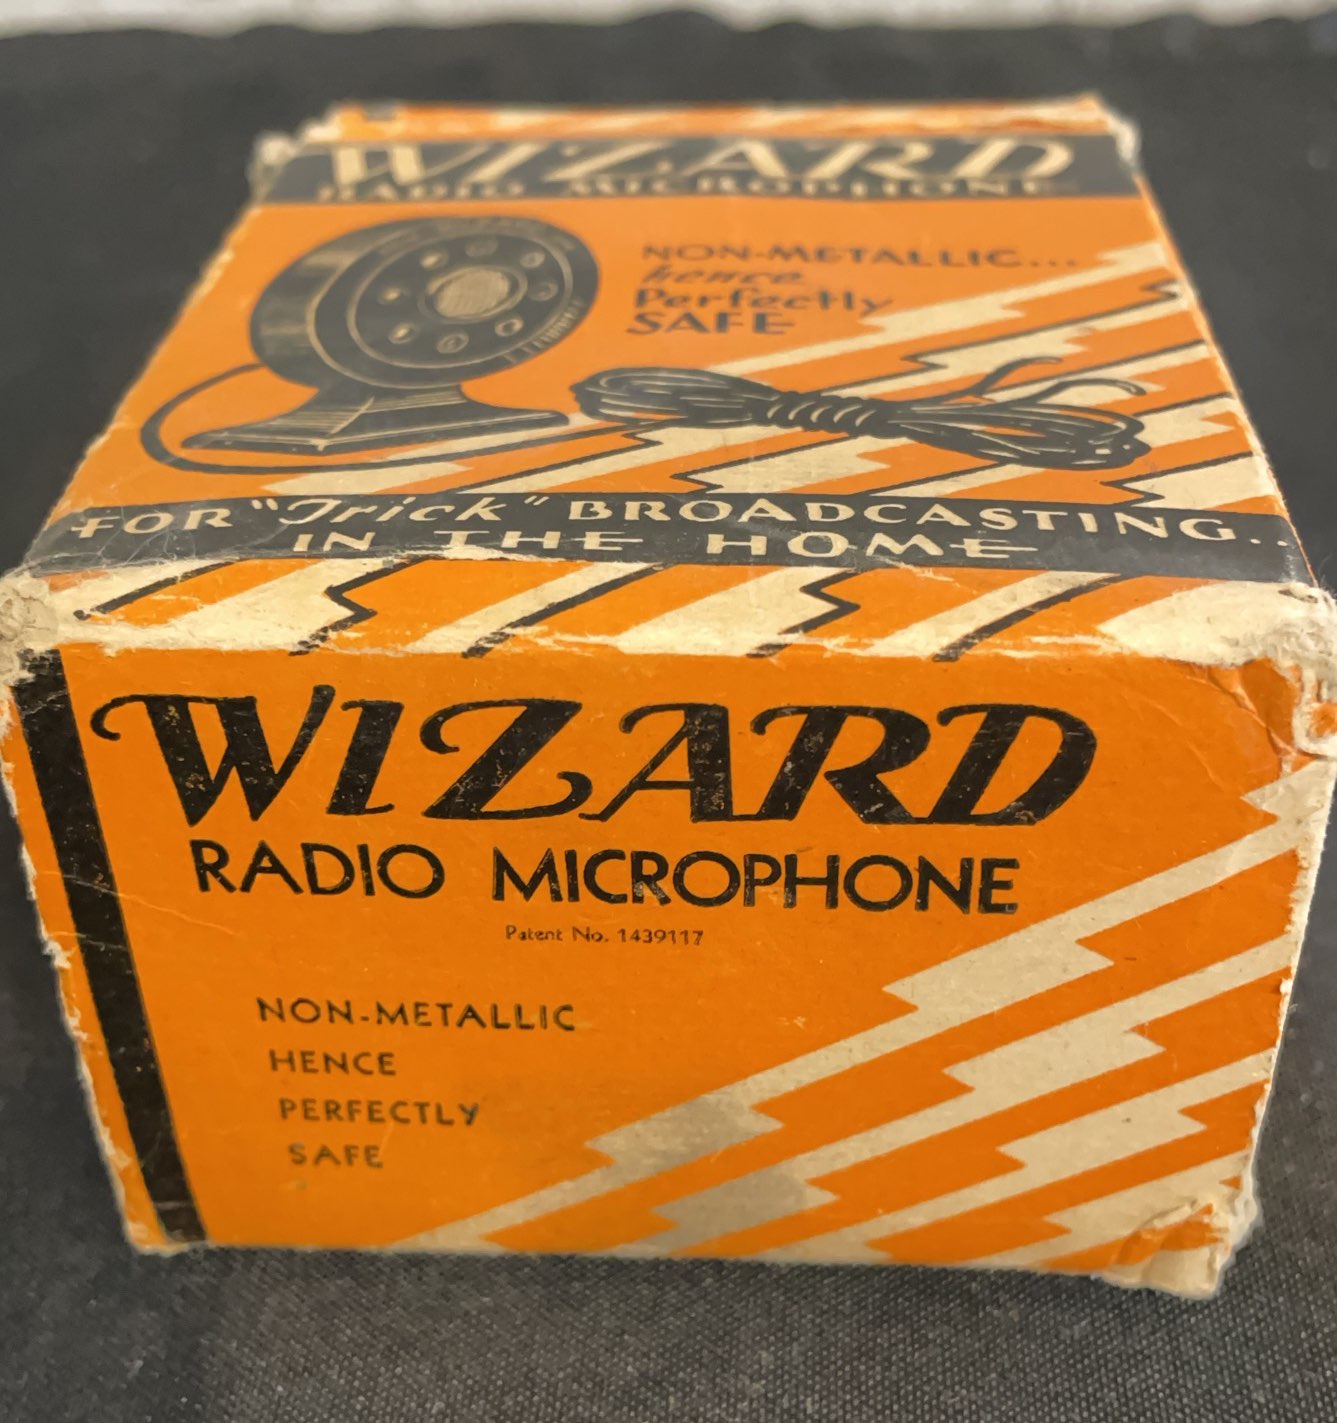 WIZARD
RADIO MICROPHONE
NON-METALLIC...
hence
Perfectly
SAFE
FOR "Trick" BROADCASTING..
IN THE HOME
WIZARD
RADIO MICROPHONE
Patent No. 1439117
NON-METALLIC
HENCE
PERFECTLY
SAFE